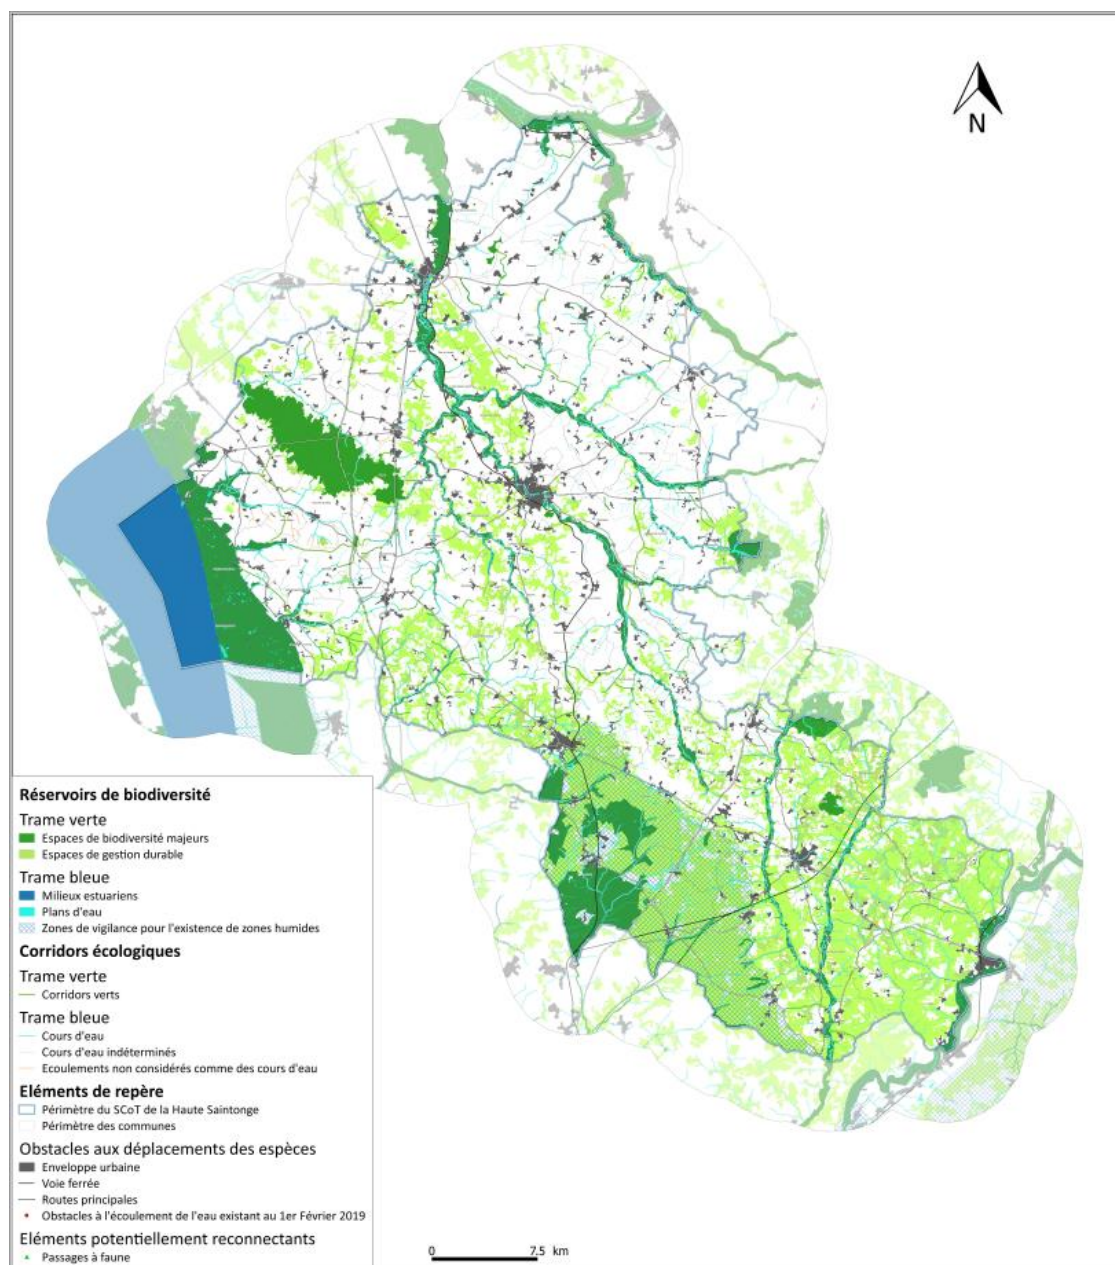 N
Réservoirs de biodiversité
Trame verte
Espaces de biodiversité majeurs
Espaces de gestion durable
Trame bleue
Milieux estuariens
Plans d'eau
Zones de vigilance pour l'existence de zones humides
Corridors écologiques
Trame verte
Corridors verts
Trame bleue
Cours d'eau
Cours d'eau indéterminés
Ecoulements non considérés comme des cours d'eau
Eléments de repère
Périmètre du SCoT de la Haute Saintonge
Périmètre des communes
Obstacles aux déplacements des espèces
Enveloppe urbaine
Voie ferrée
Routes principales
Obstacles à l'écoulement de l'eau existant au 1er Février 2019
Eléments potentiellement reconnectants
Passages à faune
0 7.5 km